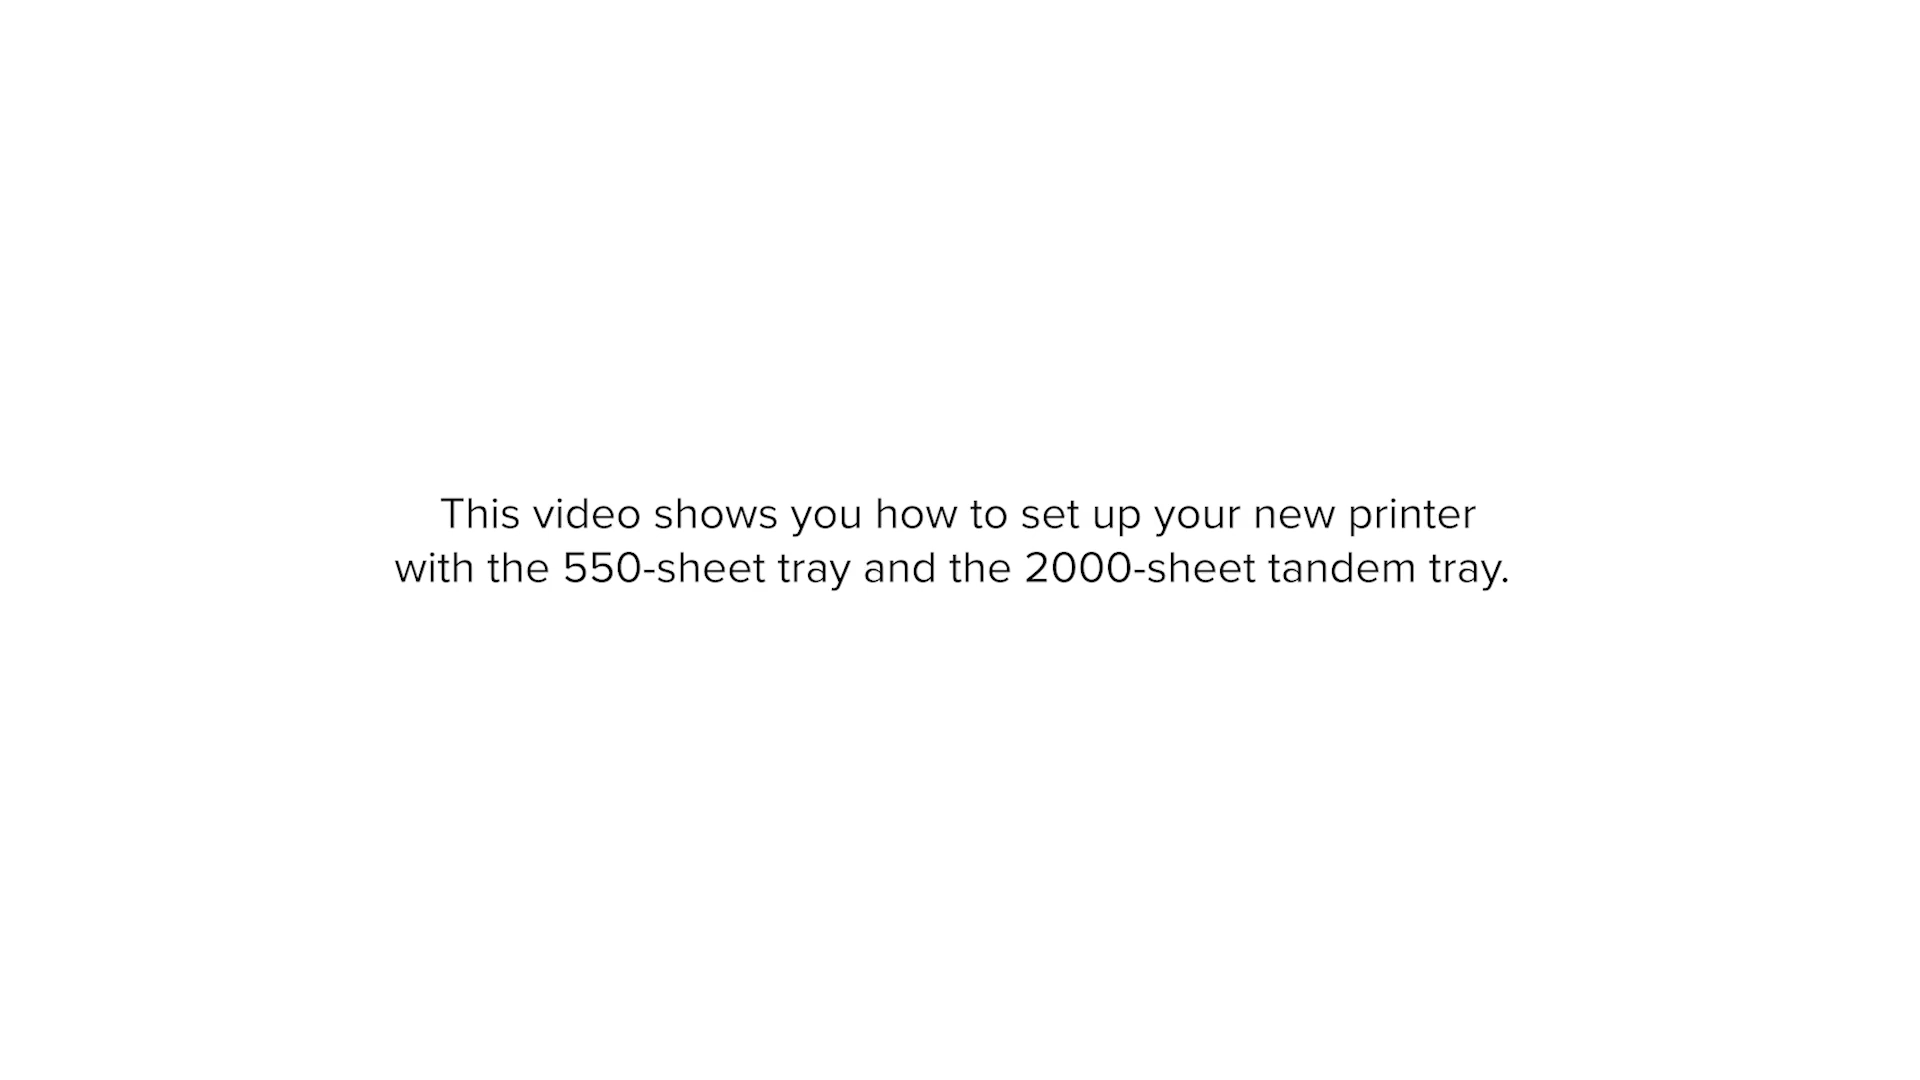 This video shows you how to set up your new printer
with the 550-sheet tray and the 2000-sheet tandem tray.